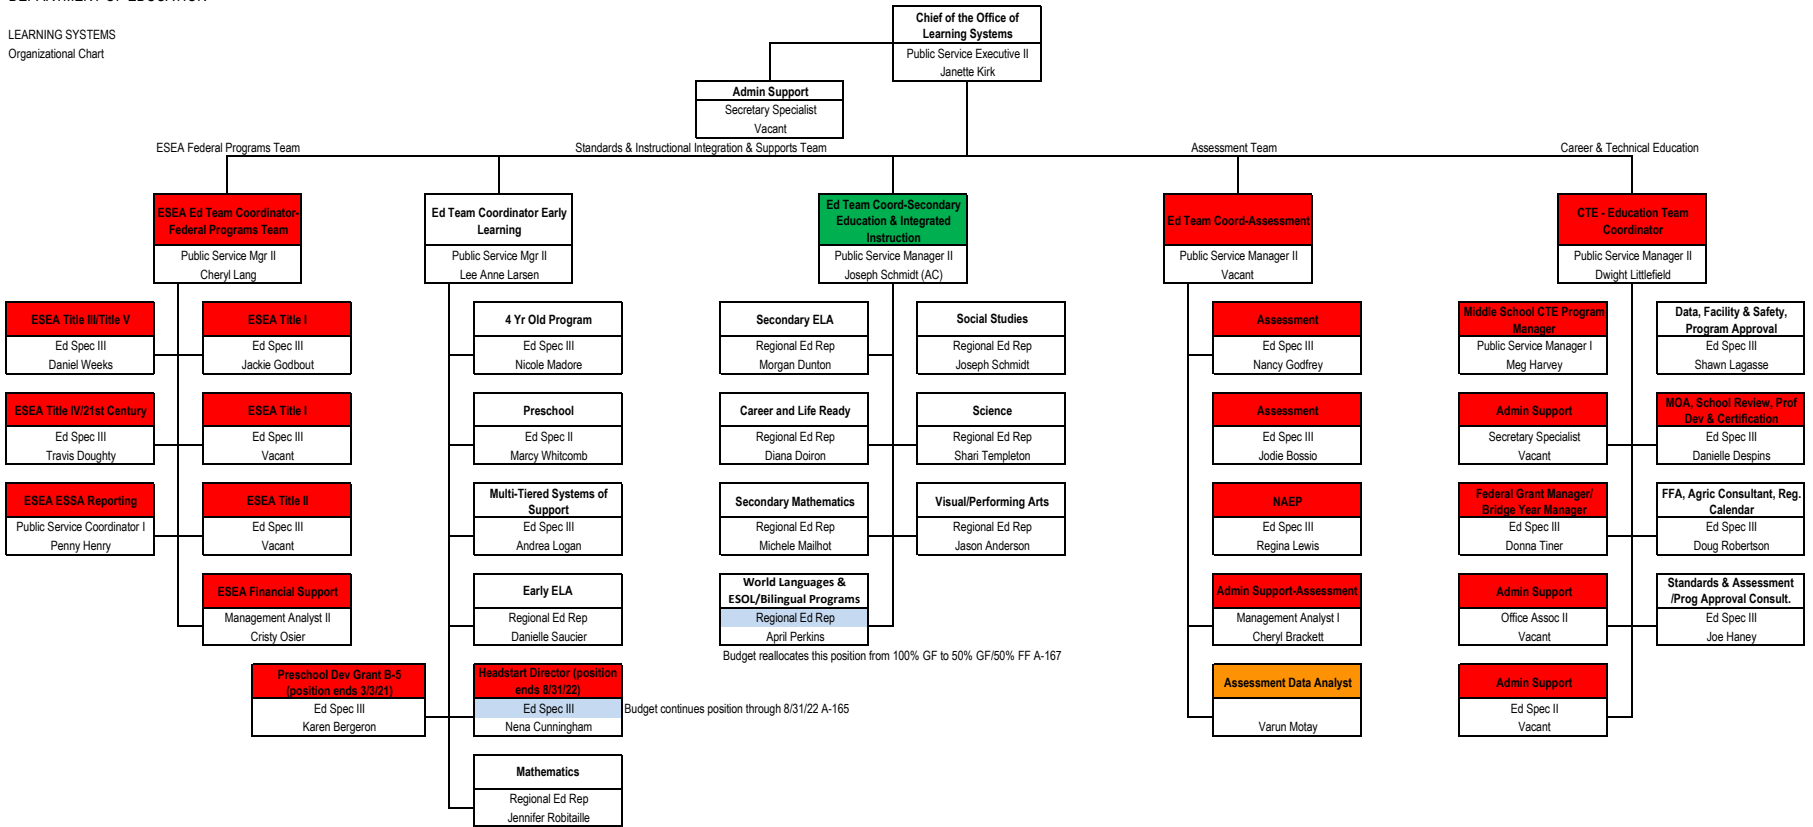 DEPARTMENT OF EDUCATION
LEARNING SYSTEMS
Organizational Chart
Chief of the Office of
Learning Systems
Public Service Executive II
Janette Kirk
Admin Support
Secretary Specialist
Vacant
ESEA Federal Programs Team
Standards & Instructional Integration & Supports Team
Assessment Team
Career & Technical Education
ESEA Ed Team Coordinator-
Federal Programs Team
Public Service Mgr II
Cheryl Lang
Ed Team Coordinator Early
Learning
Public Service Mgr II
Lee Anne Larsen
Ed Team Coord-Secondary
Education & Integrated
Instruction
Public Service Manager II
Joseph Schmidt (AC)
Ed Team Coord-Assessment
Public Service Manager II
Vacant
CTE - Education Team
Coordinator
Public Service Manager II
Dwight Littlefield
ESEA Title III/Title V
Ed Spec III
Daniel Weeks
ESEA Title I
Ed Spec III
Jackie Godbout
ESEA Title IV/21st Century
Ed Spec III
Travis Doughty
ESEA Title I
Ed Spec III
Vacant
ESEA ESSA Reporting
Public Service Coordinator I
Penny Henry
ESEA Title II
Ed Spec III
Vacant
ESEA Financial Support
Management Analyst II
Cristy Osier
4 Yr Old Program
Ed Spec III
Nicole Madore
Preschool
Ed Spec II
Marcy Whitcomb
Multi-Tiered Systems of
Support
Ed Spec III
Andrea Logan
Early ELA
Regional Ed Rep
Danielle Saucier
Preschool Dev Grant B-5
(position ends 3/3/21)
Ed Spec III
Karen Bergeron
Headstart Director (position
ends 8/31/22)
Ed Spec III
Nena Cunningham
Budget continues position through 8/31/22 A-165
Mathematics
Regional Ed Rep
Jennifer Robitaille
Secondary ELA
Regional Ed Rep
Morgan Dunton
Social Studies
Regional Ed Rep
Joseph Schmidt
Career and Life Ready
Regional Ed Rep
Diana Doiron
Science
Regional Ed Rep
Shari Templeton
Secondary Mathematics
Regional Ed Rep
Michele Mailhot
Visual/Performing Arts
Regional Ed Rep
Jason Anderson
World Languages &
ESOL/Bilingual Programs
Regional Ed Rep
April Perkins
Budget reallocates this position from 100% GF to 50% GF/50% FF A-167
Assessment
Ed Spec III
Nancy Godfrey
Assessment
Ed Spec III
Jodie Bossio
NAEP
Ed Spec III
Regina Lewis
Admin Support-Assessment
Management Analyst I
Cheryl Brackett
Assessment Data Analyst
Varun Motay
Middle School CTE Program
Manager
Public Service Manager I
Meg Harvey
Data, Facility & Safety,
Program Approval
Ed Spec III
Shawn Lagasse
Admin Support
Secretary Specialist
Vacant
MOA, School Review, Prof
Dev & Certification
Ed Spec III
Danielle Despins
Federal Grant Manager/
Bridge Year Manager
Ed Spec III
Donna Tiner
FFA, Agric Consultant, Reg.
Calendar
Ed Spec III
Doug Robertson
Admin Support
Office Assoc II
Vacant
Standards & Assessment
/Prog Approval Consult.
Ed Spec III
Joe Haney
Admin Support
Ed Spec II
Vacant